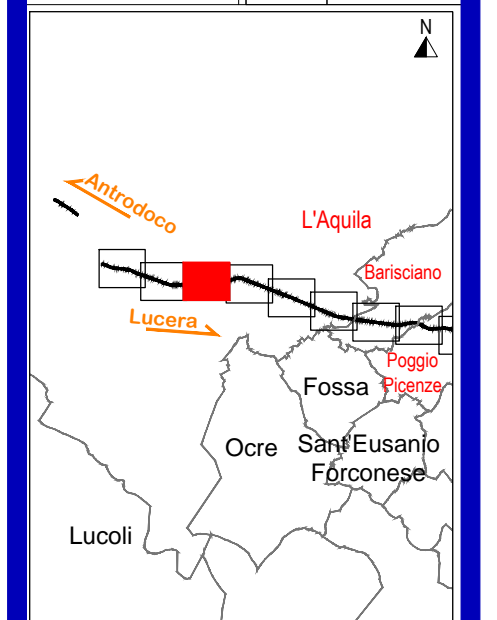 N
Antrodoco
L'Aquila
Barisciano
Lucera
Poggio
Picenze
Fossa
Ocre
Sant'Eusanio
Forconese
Lucoli